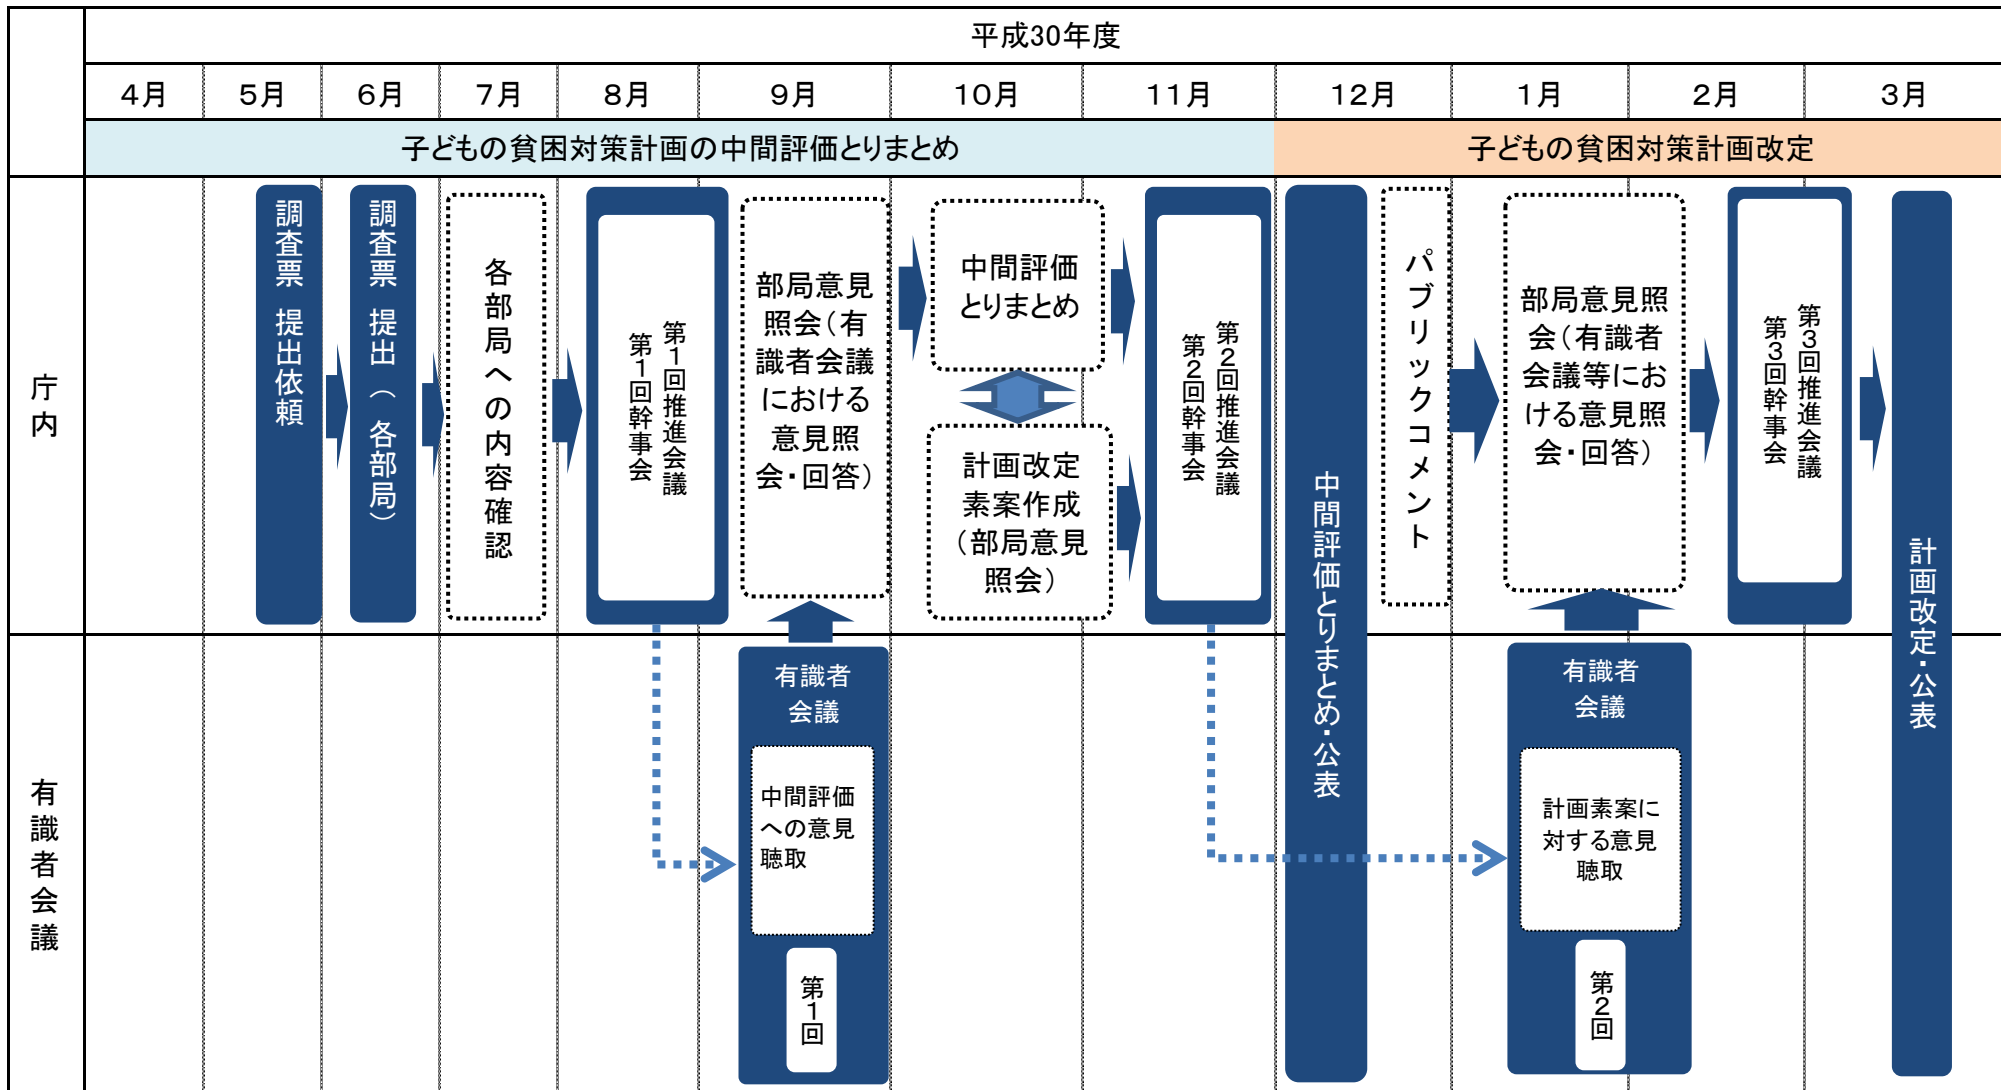 平成30年度
4月
5月
6月
7月
8月
9月
10月
11月
12月
1月
2月
3月
子どもの貧困対策計画の中間評価とりまとめ
子どもの貧困対策計画改定
庁内
調査票 提出依頼
調査票 提出(各部局)
各部局への内容確認
第1回推進会議
第1回幹事会
部局意見
照会(有
識者会議
における
意見照
会・回答)
中間評価
とりまとめ
計画改定
素案作成
(部局意見
照会)
第2回推進会議
第2回幹事会
中間評価とりまとめ・公表
パブリックコメント
部局意見照
会(有識者
会議等にお
ける意見照
会・回答)
第3回推進会議
第3回幹事会
計画改定・公表
有識者会議
有識者
会議
中間評価
への意見
聴取
第1回
有識者
会議
計画素案に
対する意見
聴取
第2回